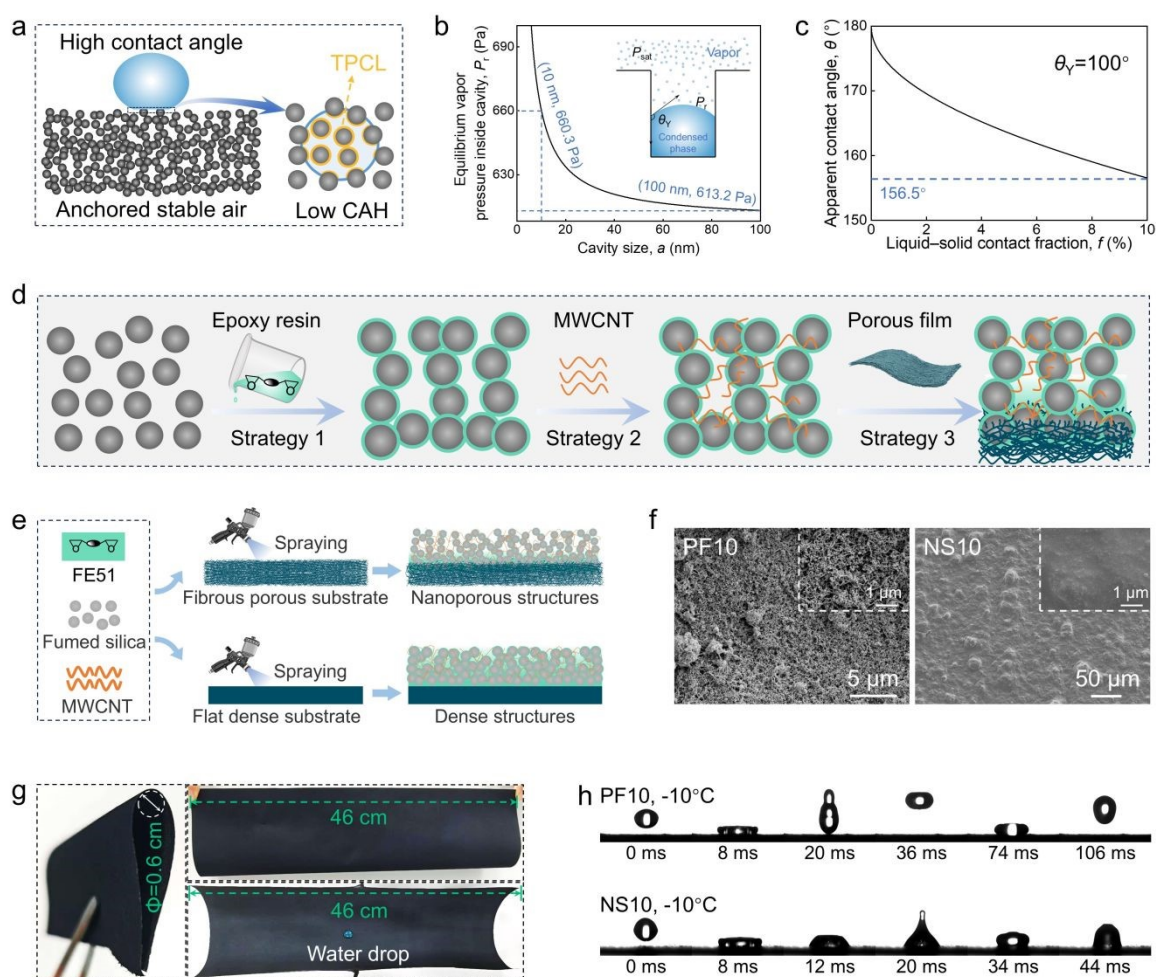 a
High contact angle
TPCL
Anchored stable air
Low CAH
b
Equilibrium vapor
pressure inside cavity, Pr (Pa)
690
660
630
0 20 40 60 80 100
Cavity size, a (nm)
(10 nm, 660.3 Pa)
(100 nm, 613.2 Pa)
Psat
Vapor
Pr
θY
Condensed
phase
c
Apparent contact angle, θ (°)
180
170
160
150
θY=100°
156.5°
0 2 4 6 8 10
Liquid–solid contact fraction, f (%)
d
Epoxy resin
Strategy 1
MWCNT
Strategy 2
Porous film
Strategy 3
e
FE51
Fumed silica
MWCNT
Spraying
Fibrous porous substrate
Nanoporous structures
Spraying
Flat dense substrate
Dense structures
f
PF10
1 μm
5 μm
NS10
1 μm
50 μm
g
Φ=0.6 cm
46 cm
46 cm
Water drop
h
PF10, -10°C
0 ms 8 ms 20 ms 36 ms 74 ms 106 ms
NS10, -10°C
0 ms 8 ms 12 ms 20 ms 34 ms 44 ms